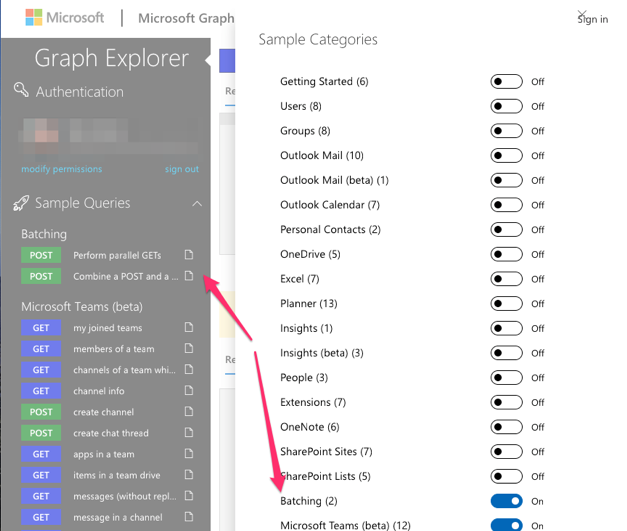 Microsoft
Microsoft Grap
Graph Explorer
Authentication
modify permissions
sign out
Sample Queries
Batching
POST Perform parallel GETs
POST Combine a POST and a ...
Microsoft Teams (beta)
GET my joined teams
GET members of a team
GET channels of a team whi...
GET channel info
POST create channel
POST create chat thread
GET apps in a team
GET items in a team drive
GET messages (without repl...
GET message in a channel
Re
Re
Sign in
Sample Categories
Getting Started (6) Off
Users (8) Off
Groups (8) Off
Outlook Mail (10) Off
Outlook Mail (beta) (1) Off
Outlook Calendar (7) Off
Personal Contacts (2) Off
OneDrive (5) Off
Excel (7) Off
Planner (13) Off
Insights (1) Off
Insights (beta) (3) Off
People (3) Off
Extensions (7) Off
OneNote (6) Off
SharePoint Sites (7) Off
SharePoint Lists (5) Off
Batching (2) On
Microsoft Teams (beta) (12) On